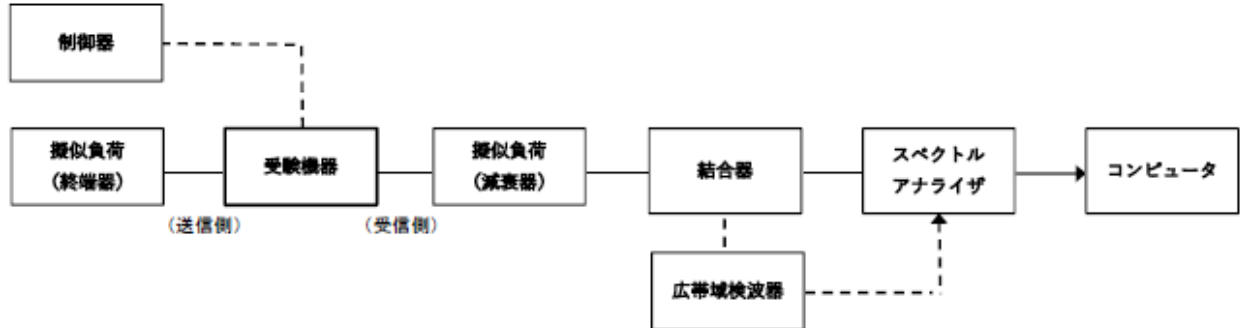 制御器
擬似負荷
(終端器)
受験機器
擬似負荷
(減衰器)
結合器
スペクトル
アナライザ
コンピュータ
(送信側)
(受信側)
広帯域検波器